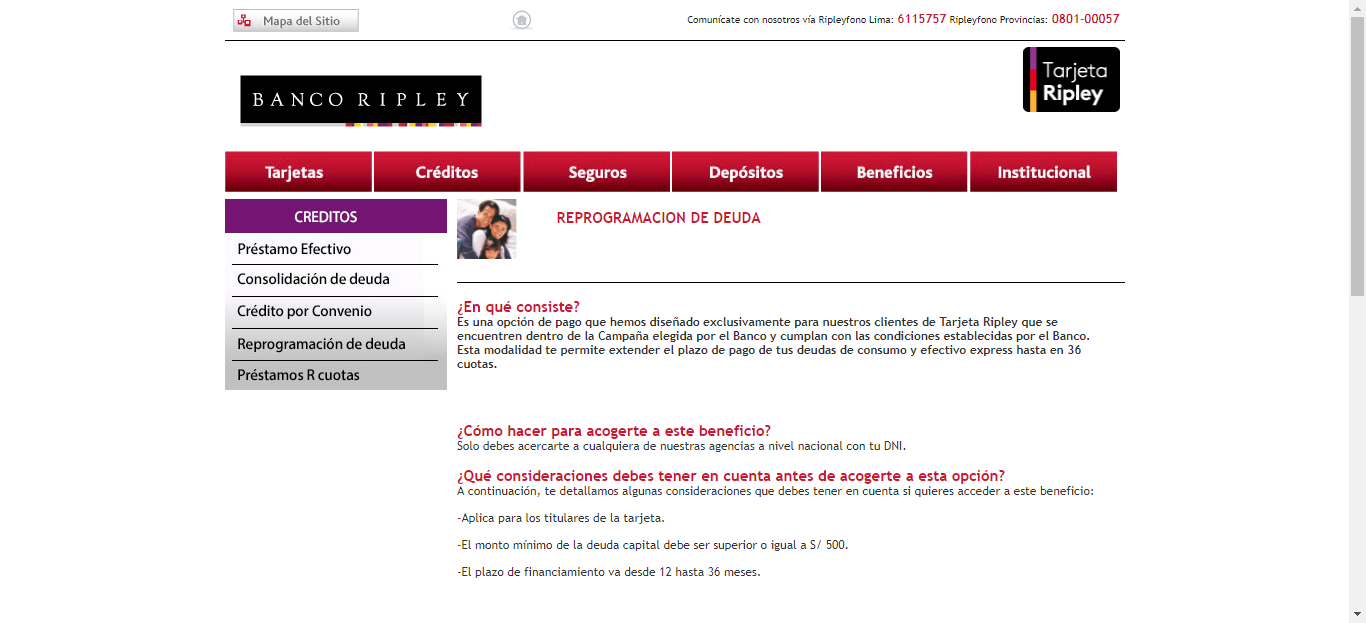 Mapa del Sitio
Comunícate con nosotros vía Ripleyfono Lima: 6115757 Ripleyfono Provincias: 0801-00057
BANCO RIPLEY
Tarjeta
Ripley
Tarjetas
Créditos
Seguros
Depósitos
Beneficios
Institucional
CREDITOS
Préstamo Efectivo
Consolidación de deuda
Crédito por Convenio
Reprogramación de deuda
Préstamos R cuotas
REPROGRAMACION DE DEUDA
¿En qué consiste?
Es una opción de pago que hemos diseñado exclusivamente para nuestros clientes de Tarjeta Ripley que se
encuentren dentro de la Campaña elegida por el Banco y cumplan con las condiciones establecidas por el Banco.
Esta modalidad te permite extender el plazo de pago de tus deudas de consumo y efectivo express hasta en 36
cuotas.
¿Cómo hacer para acogerte a este beneficio?
Solo debes acercarte a cualquiera de nuestras agencias a nivel nacional con tu DNI.
¿Qué consideraciones debes tener en cuenta antes de acogerte a esta opción?
A continuación, te detallamos algunas consideraciones que debes tener en cuenta si quieres acceder a este beneficio:
-Aplica para los titulares de la tarjeta.
-El monto mínimo de la deuda capital debe ser superior o igual a S/ 500.
-El plazo de financiamiento va desde 12 hasta 36 meses.